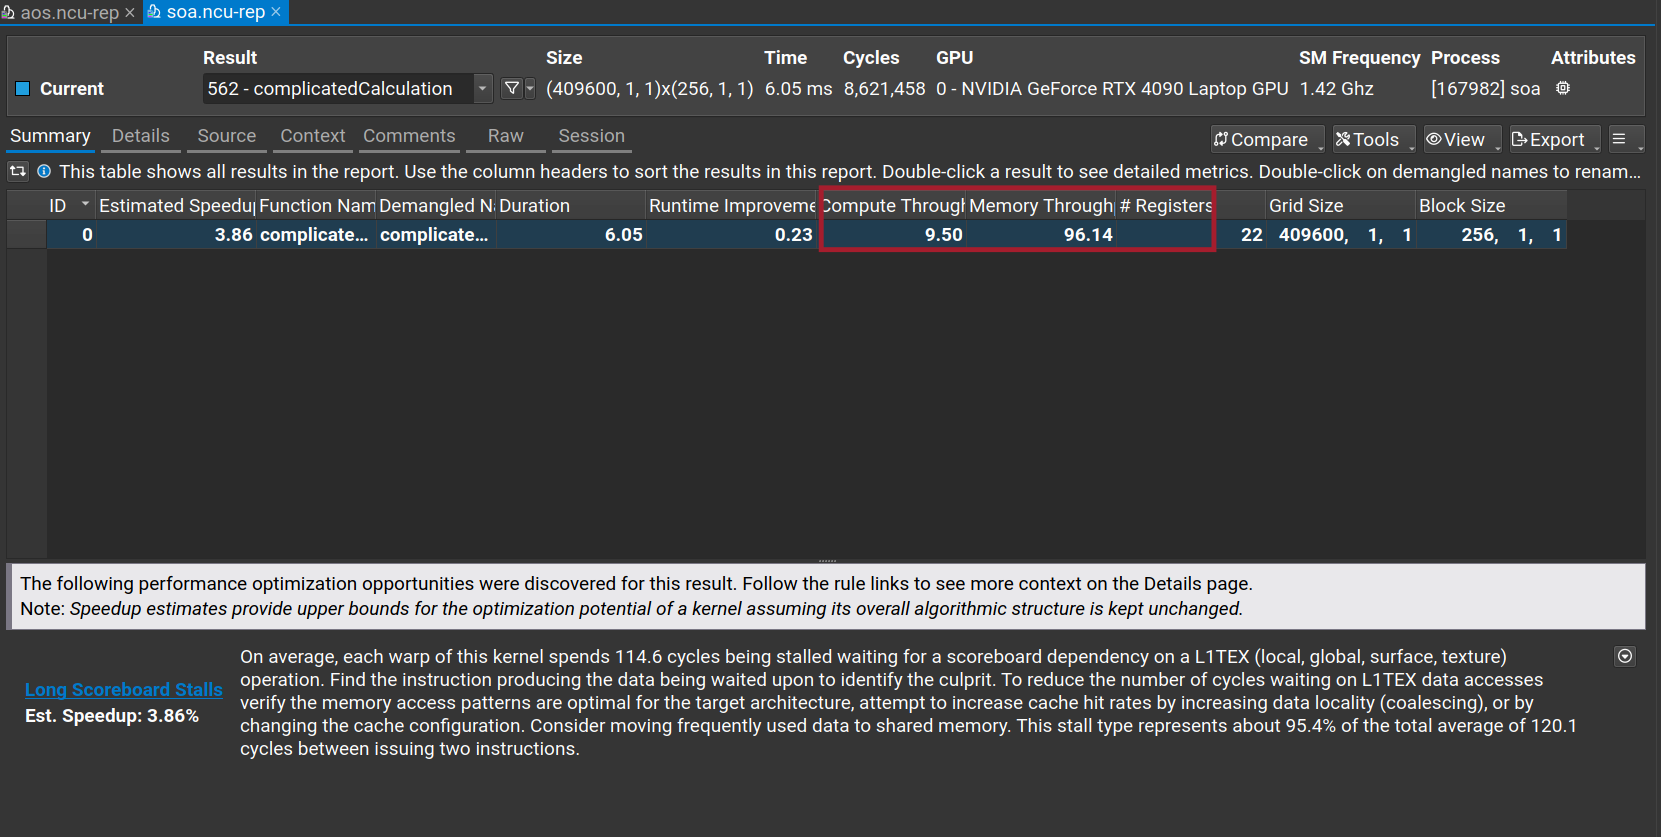 aos.ncu-rep × soa.ncu-rep ×
Result Size Time Cycles GPU SM Frequency Process Attributes
Current 562 - complicatedCalculation (409600, 1, 1)x(256, 1, 1) 6.05 ms 8,621,458 0 - NVIDIA GeForce RTX 4090 Laptop GPU 1.42 Ghz [167982] soa
Summary Details Source Context Comments Raw Session Compare Tools View Export
This table shows all results in the report. Use the column headers to sort the results in this report. Double-click a result to see detailed metrics. Double-click on demangled names to renam...
ID Estimated Speedup Function Nam Demangled N Duration Runtime Improveme Compute Through Memory Through # Registers Grid Size Block Size
0 3.86 complicate... complicate... 6.05 0.23 9.50 96.14 22 409600, 1, 1 256, 1, 1
The following performance optimization opportunities were discovered for this result. Follow the rule links to see more context on the Details page.
Note: Speedup estimates provide upper bounds for the optimization potential of a kernel assuming its overall algorithmic structure is kept unchanged.
Long Scoreboard Stalls
Est. Speedup: 3.86%
On average, each warp of this kernel spends 114.6 cycles being stalled waiting for a scoreboard dependency on a L1TEX (local, global, surface, texture)
operation. Find the instruction producing the data being waited upon to identify the culprit. To reduce the number of cycles waiting on L1TEX data accesses
verify the memory access patterns are optimal for the target architecture, attempt to increase cache hit rates by increasing data locality (coalescing), or by
changing the cache configuration. Consider moving frequently used data to shared memory. This stall type represents about 95.4% of the total average of 120.1
cycles between issuing two instructions.